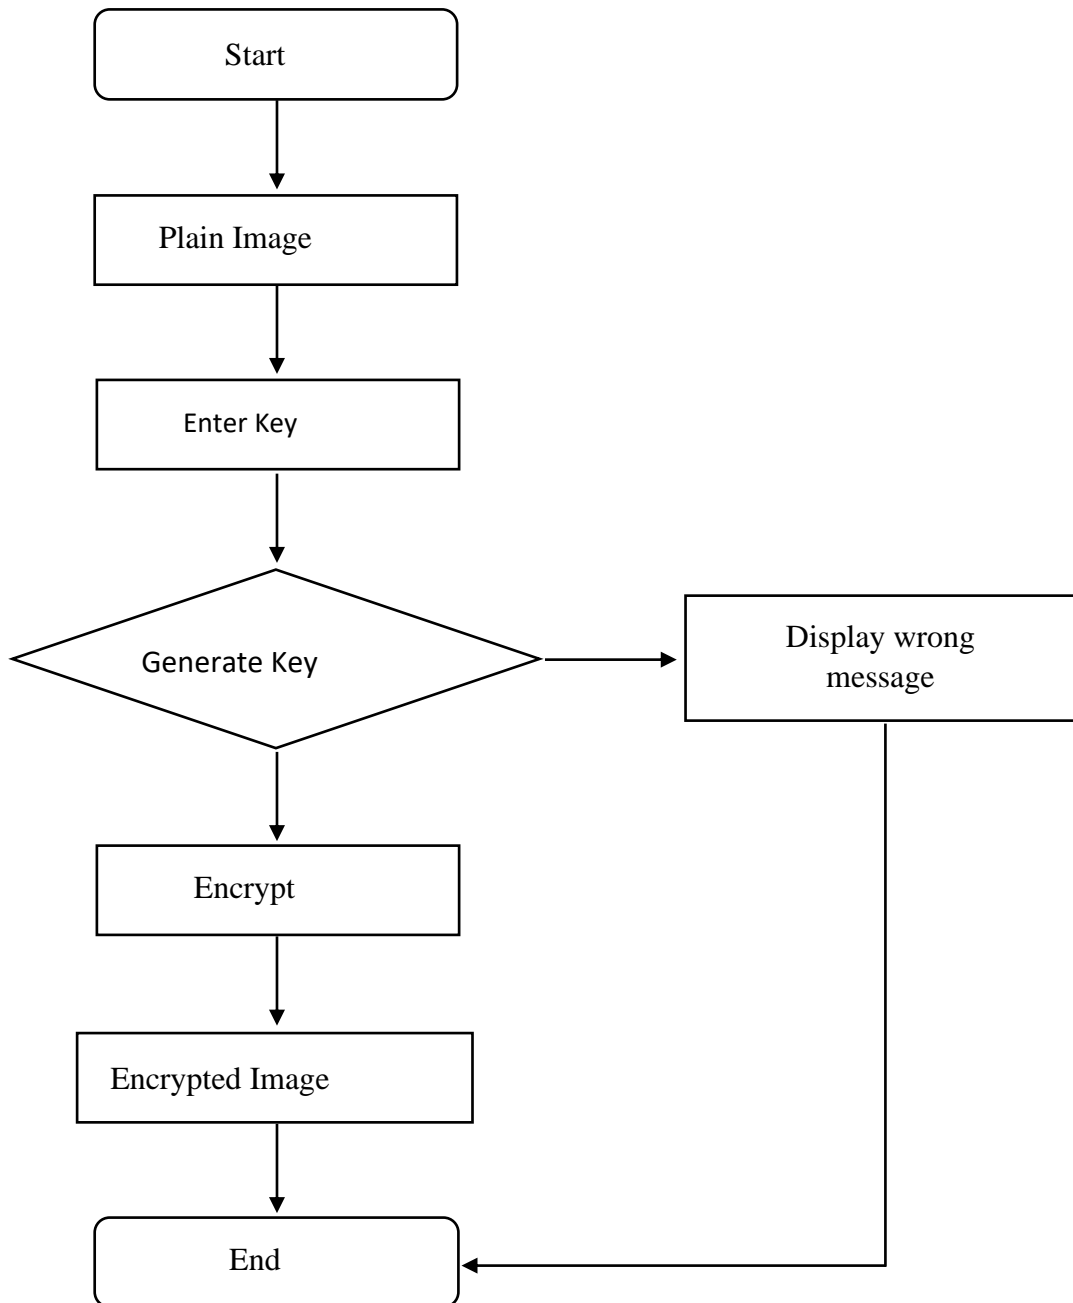 Start
Plain Image
Enter Key
Generate Key
Display wrong
message
Encrypt
Encrypted Image
End